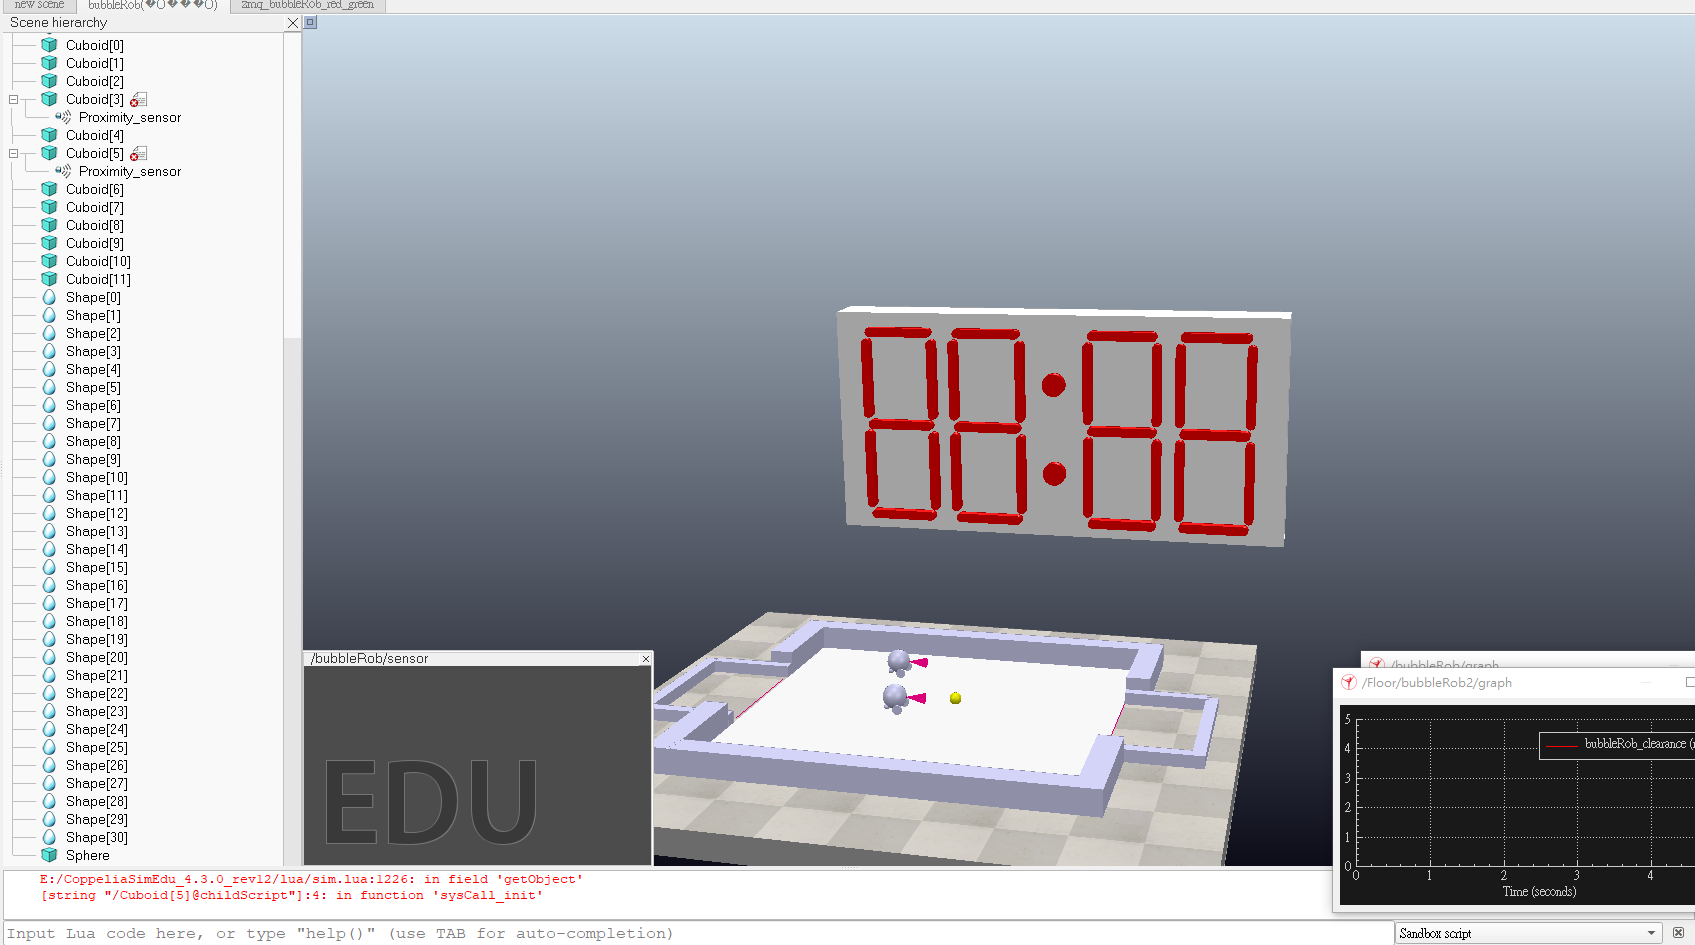 new scene
zmq_bubbleRob_red_green
Scene hierarchy
Cuboid[0]
Cuboid[1]
Cuboid[2]
Cuboid[3]
Proximity_sensor
Cuboid[4]
Cuboid[5]
Proximity_sensor
Cuboid[6]
Cuboid[7]
Cuboid[8]
Cuboid[9]
Cuboid[10]
Cuboid[11]
Shape[0]
Shape[1]
Shape[2]
Shape[3]
Shape[4]
Shape[5]
Shape[6]
Shape[7]
Shape[8]
Shape[9]
Shape[10]
Shape[11]
Shape[12]
Shape[13]
Shape[14]
Shape[15]
Shape[16]
Shape[17]
Shape[18]
Shape[19]
Shape[20]
Shape[21]
Shape[22]
Shape[23]
Shape[24]
Shape[25]
Shape[26]
Shape[27]
Shape[28]
Shape[29]
Shape[30]
Sphere
88:88
/bubbleRob/sensor
EDU
/bubbleRob/graph
/Floor/bubbleRob2/graph
bubbleRob_clearance
5
4
3
2
1
0
0 1 2 3 4
Time (seconds)
E:/CoppeliaSimEdu_4.3.0_rev12/lua/sim.lua:1226: in field 'getObject'
[string "/Cuboid[5]@childScript"]:4: in function 'sysCall_init'
Input Lua code here, or type "help()" (use TAB for auto-completion)
Sandbox script